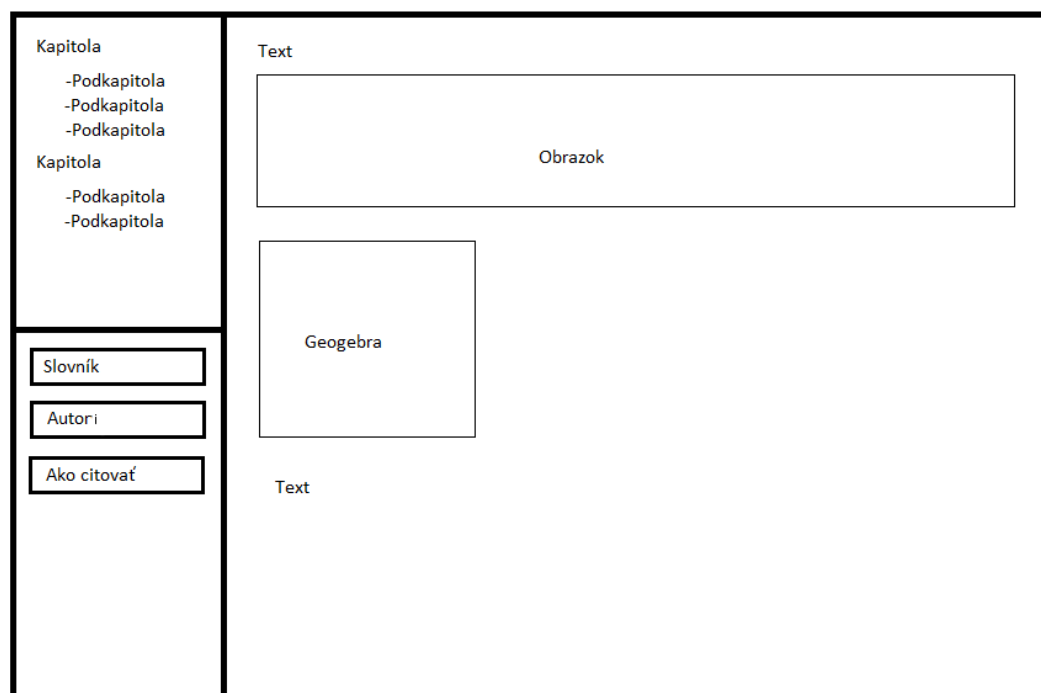 Kapitola
-Podkapitola
-Podkapitola
-Podkapitola
Kapitola
-Podkapitola
-Podkapitola
Slovník
Autori
Ako citovať
Text
Obrazok
Geogebra
Text